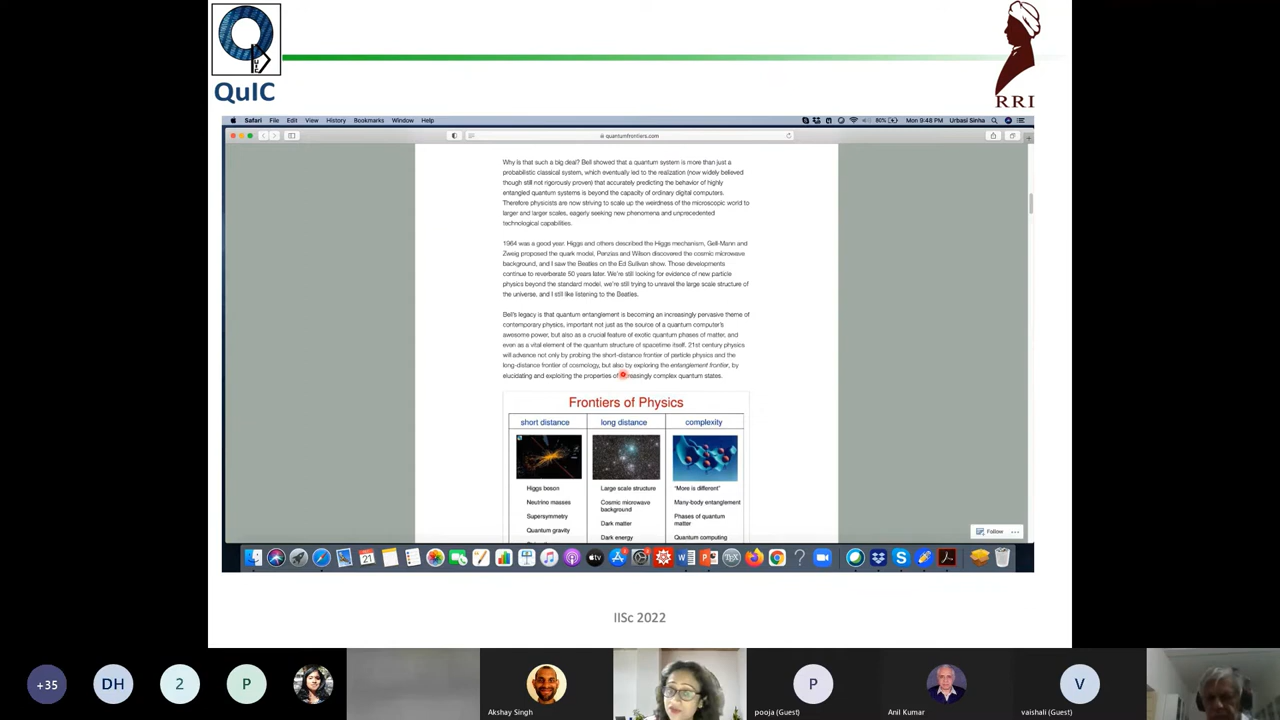 QuIC
RRI
Safari File Edit View History Bookmarks Window Help
80% Mon 9:48 PM Urbasi Sinha
quantumfrontiers.com
Why is that such a big deal? Bell showed that a quantum system is more than just a
probabilistic classical system, which eventually led to the realization (now widely believed
though still not rigorously proven) that accurately predicting the behavior of highly
entangled quantum systems is beyond the capacity of ordinary digital computers.
Therefore physicists are now striving to scale up the weirdness of the microscopic world to
larger and larger scales, eagerly seeking new phenomena and unprecedented
technological capabilities.
1964 was a good year. Higgs and others described the Higgs mechanism, Gell-Mann and
Zweig proposed the quark model, Penzias and Wilson discovered the cosmic microwave
background, and I saw the Beatles on the Ed Sullivan show. Those developments
continue to reverberate 50 years later. We're still looking for evidence of new particle
physics beyond the standard model, we're still trying to unravel the large scale structure of
the universe, and I still like listening to the Beatles.
Bell's legacy is that quantum entanglement is becoming an increasingly pervasive theme of
contemporary physics, important not just as the source of a quantum computer's
awesome power, but also as a crucial feature of exotic quantum phases of matter, and
even as a vital element of the quantum structure of spacetime itself. 21st century physics
will advance not only by probing the short-distance frontier of particle physics and the
long-distance frontier of cosmology, but also by exploring the entanglement frontier, by
elucidating and exploiting the properties of increasingly complex quantum states.
Frontiers of Physics
short distance long distance complexity
Higgs boson Large scale structure "More is different"
Neutrino masses Cosmic microwave background Many-body entanglement
Supersymmetry Dark matter Phases of quantum matter
Quantum gravity Dark energy Quantum computing
Follow
21
tv
TEX
IISc 2022
+35
DH
2
P
Akshay Singh
P
pooja (Guest)
Anil Kumar
V
vaishali (Guest)